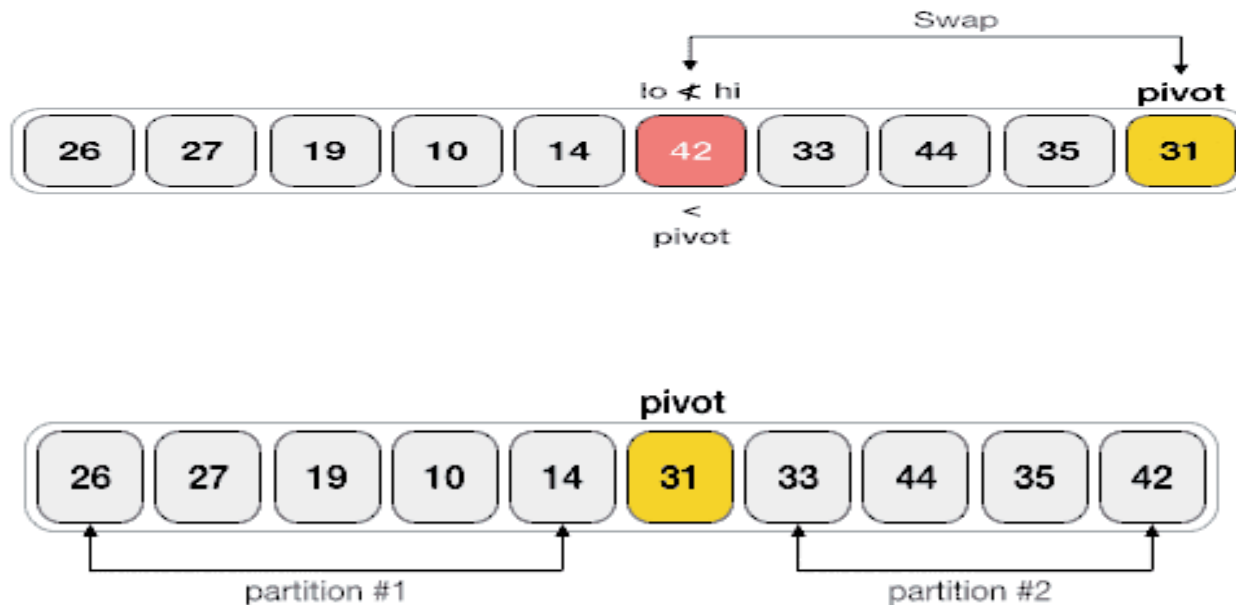 Swap
lo ≮ hi pivot
26 27 19 10 14 42 33 44 35 31
<
pivot
pivot
26 27 19 10 14 31 33 44 35 42
partition #1 partition #2